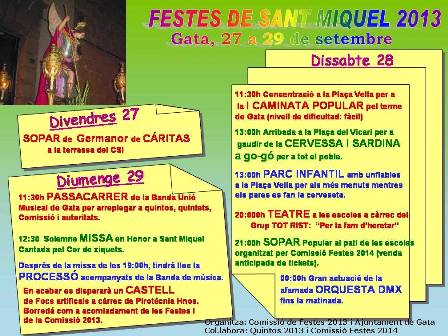 FESTES DE SANT MIQUEL 2013
Gata, 27 a 29 de setembre
Divendres 27
SOPAR de Germanor de CÁRITAS
a la terrassa del CSI
Diumenge 29
11:30h PASSACARRER de la Banda Unió
Musical de Gata per arreplegar a quintos, quintets,
Comissió i autoritats.
12:30 Solemne MISSA en Honor a Sant Miquel
Cantada pel Cor de xiquets.
Després de la missa de les 19:00h, tindrà lloc la
PROCESSÓ acompanyats de la Banda de música.
En acabar es dispararà un CASTELL
de Focs artificials a càrrec de Pirotècnia Hnos.
Borredá com a acomiadament de les Festes i
de la Comissió 2013.
Dissabte 28
11:30h Concentració a la Plaça Vella per a
la I CAMINATA POPULAR pel terme
de Gata (nivell de dificultad: fàcil)
13:00h Arribada a la Plaça del Vicari per a
gaudir de la CERVESSA I SARDINA
a go-gó per a tot el poble.
13:00h PARC INFANTIL amb unflables
a la Plaça Vella per als més menuts mentres
els pares es fan la cerveseta.
20:000h TEATRE a les escoles a càrrec del
Grup TOT RIST: "Per la fam d'heretar"
21:00h SOPAR Popular al pati de les escoles
organitzat per Comissió Festes 2014 (venda
anticipada de tickets).
00:00h Gran actuació de la
afamada ORQUESTA DMX
fins la matinada.
Organitza: Comissió de Festes 2013 i Ajuntament de Gata
Col.labora: Quintos 2013 i Comissió Festes 2014